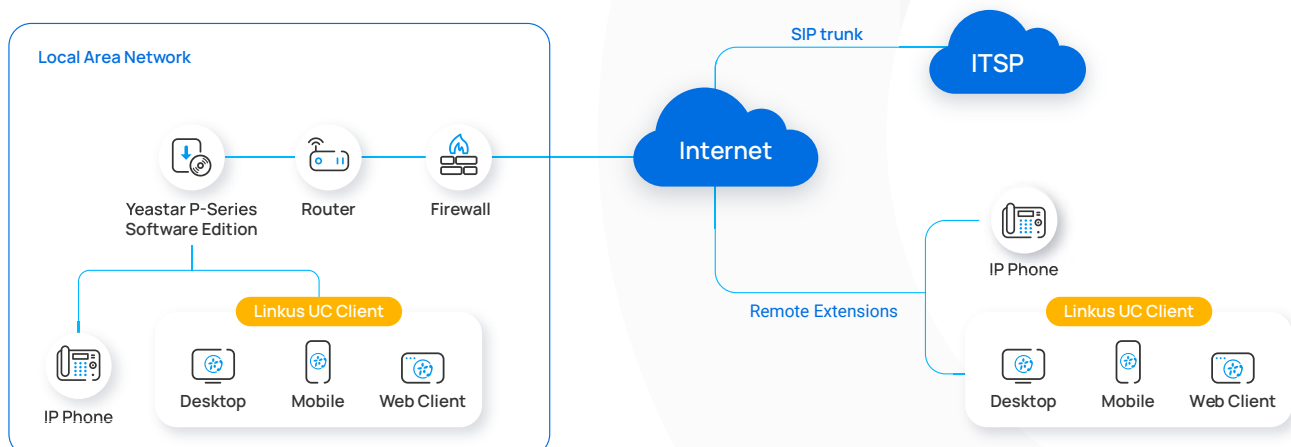 Local Area Network
SIP trunk
ITSP
Internet
Yeastar P-Series
Software Edition
Router
Firewall
IP Phone
Linkus UC Client
Desktop
Mobile
Web Client
Remote Extensions
IP Phone
Linkus UC Client
Desktop
Mobile
Web Client